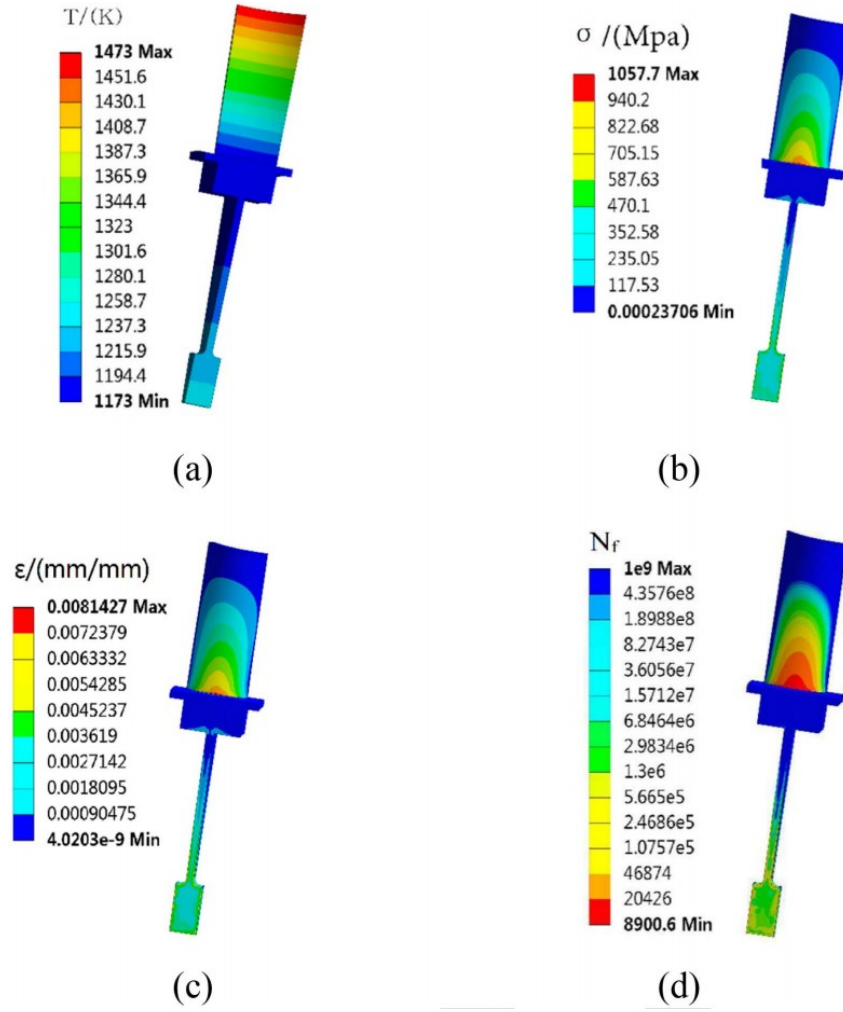 T/(K)
1473 Max
1451.6
1430.1
1408.7
1387.3
1365.9
1344.4
1323
1301.6
1280.1
1258.7
1237.3
1215.9
1194.4
1173 Min
(a)
σ /(Mpa)
1057.7 Max
940.2
822.68
705.15
587.63
470.1
352.58
235.05
117.53
0.00023706 Min
(b)
ε/(mm/mm)
0.0081427 Max
0.0072379
0.0063332
0.0054285
0.0045237
0.003619
0.0027142
0.0018095
0.00090475
4.0203e-9 Min
(c)
Nf
1e9 Max
4.3576e8
1.8988e8
8.2743e7
3.6056e7
1.5712e7
6.8464e6
2.9834e6
1.3e6
5.665e5
2.4686e5
1.0757e5
46874
20426
8900.6 Min
(d)